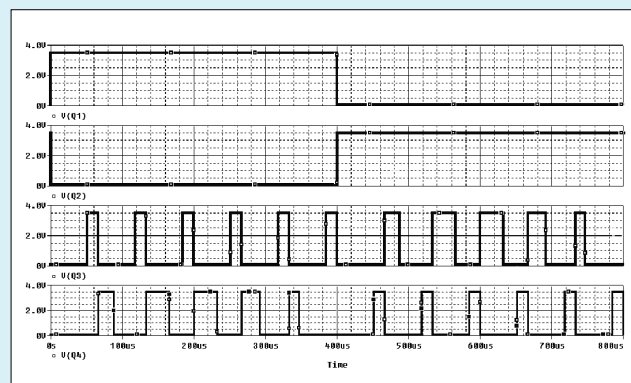 4.0V
2.0V
0V
▫ V(Q1)
4.0V
2.0V
0V
▫ V(Q2)
4.0V
2.0V
0V
▫ V(Q3)
4.0V
2.0V
0V
0s 100us 200us 300us 400us 500us 600us 700us 800us
▫ V(Q4)
Time